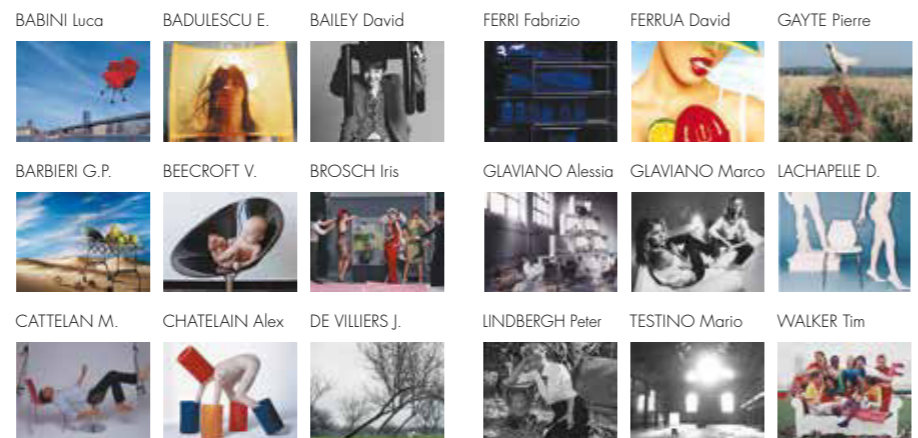 BABINI Luca
BADULESCU E.
BAILEY David
FERRI Fabrizio
FERRUA David
GAYTE Pierre
BARBIERI G.P.
BEECROFT V.
BROSCH Iris
GLAVIANO Alessia
GLAVIANO Marco
LACHAPELLE D.
CATTELAN M.
CHATELAIN Alex
DE VILLIERS J.
LINDBERGH Peter
TESTINO Mario
WALKER Tim